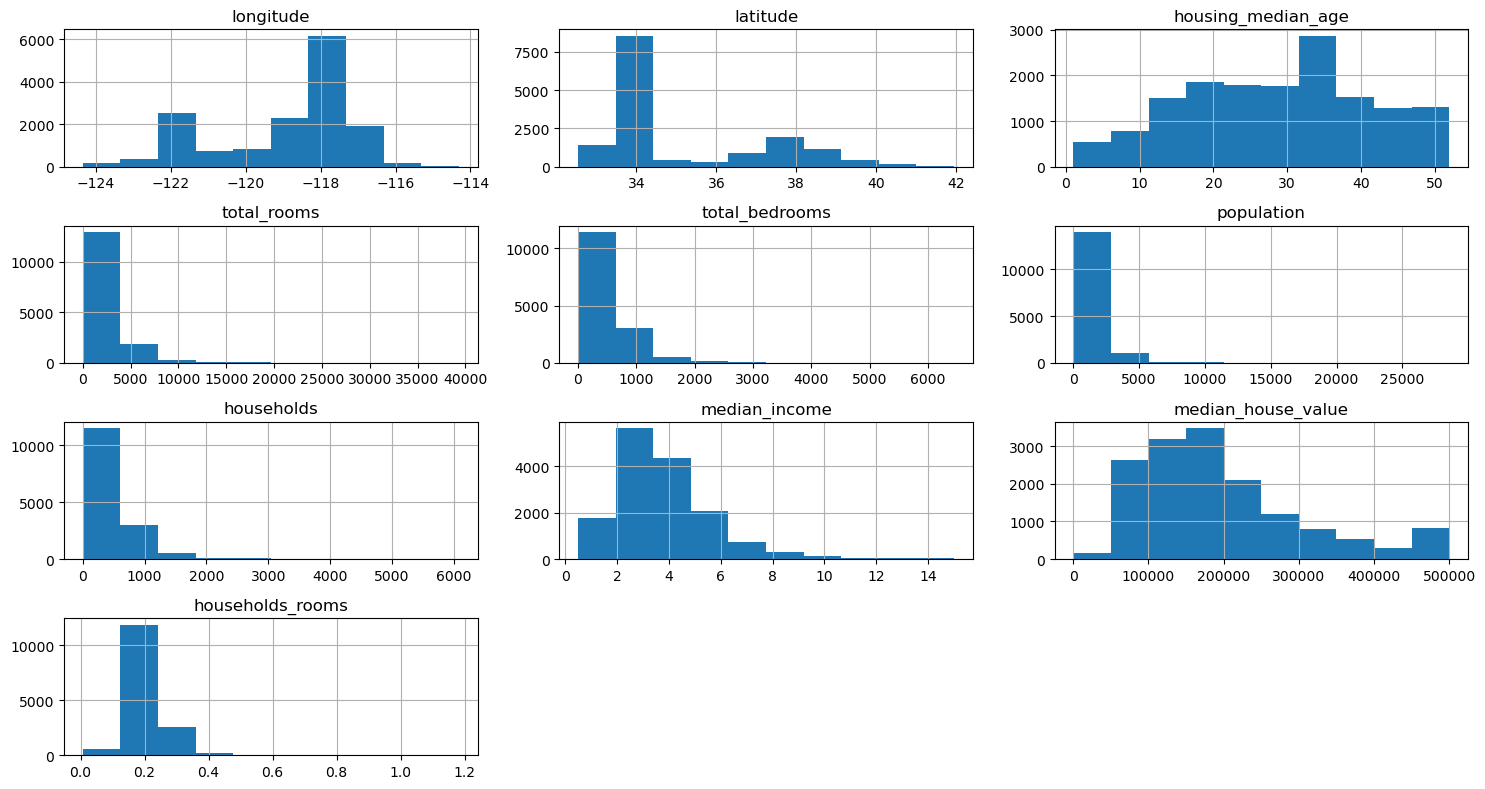 longitude latitude housing_median_age
6000 7500 3000
4000 5000 2000
2000 2500 1000
0 0 0
−124 −122 −120 −118 −116 −114 34 36 38 40 42 0 10 20 30 40 50
total_rooms total_bedrooms population
10000 10000 10000
5000 5000 5000
0 0 0
0 5000 10000 15000 20000 25000 30000 35000 40000 0 1000 2000 3000 4000 5000 6000 0 5000 10000 15000 20000 25000
households median_income median_house_value
10000 4000 3000
5000 2000 2000
1000
0 0 0
0 1000 2000 3000 4000 5000 6000 0 2 4 6 8 10 12 14 0 100000 200000 300000 400000 500000
households_rooms
10000
5000
0
0.0 0.2 0.4 0.6 0.8 1.0 1.2